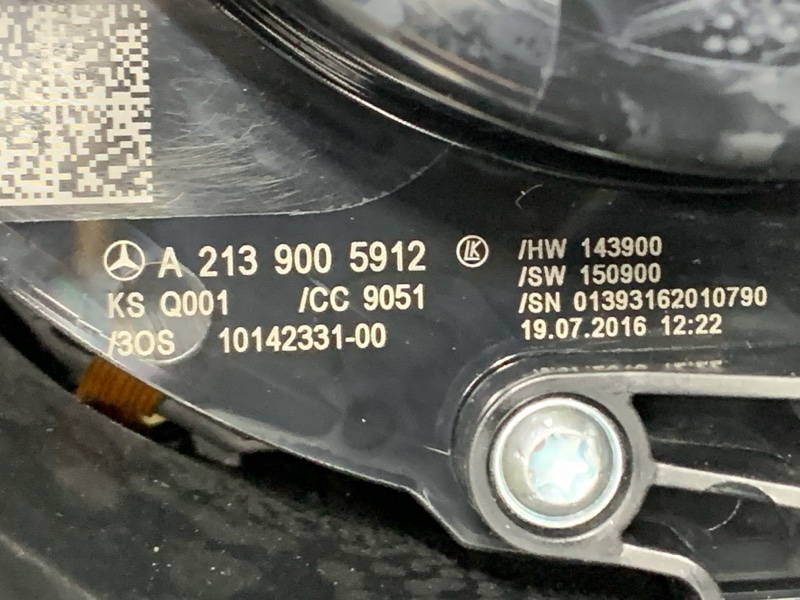 A 213 900 5912 LK
KS Q001 /CC 9051
/3OS 10142331-00
/HW 143900
/SW 150900
/SN 01393162010790
19.07.2016 12:22